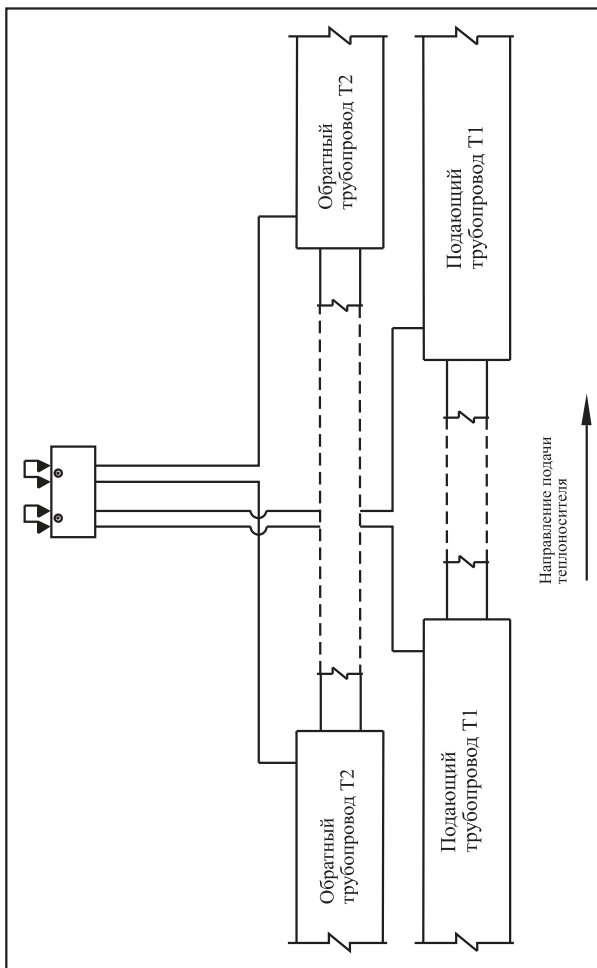 Обратный
трубопровод Т2
Обратный
трубопровод Т2
Подающий
трубопровод Т1
Подающий
трубопровод Т1
Направление подачи
теплоносителя